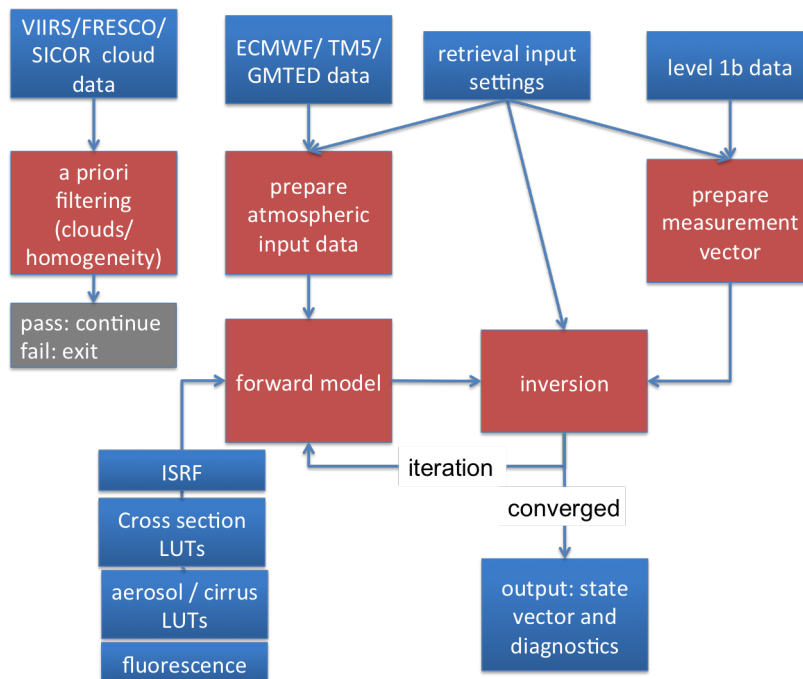 VIIRS/FRESCO/
SICOR cloud
data
ECMWF/ TM5/
GMTED data
retrieval input
settings
level 1b data
a priori
filtering
(clouds/
homogeneity)
prepare
atmospheric
input data
prepare
measurement
vector
pass: continue
fail: exit
forward model
inversion
iteration
converged
ISRF
Cross section
LUTs
aerosol / cirrus
LUTs
fluorescence
output: state
vector and
diagnostics